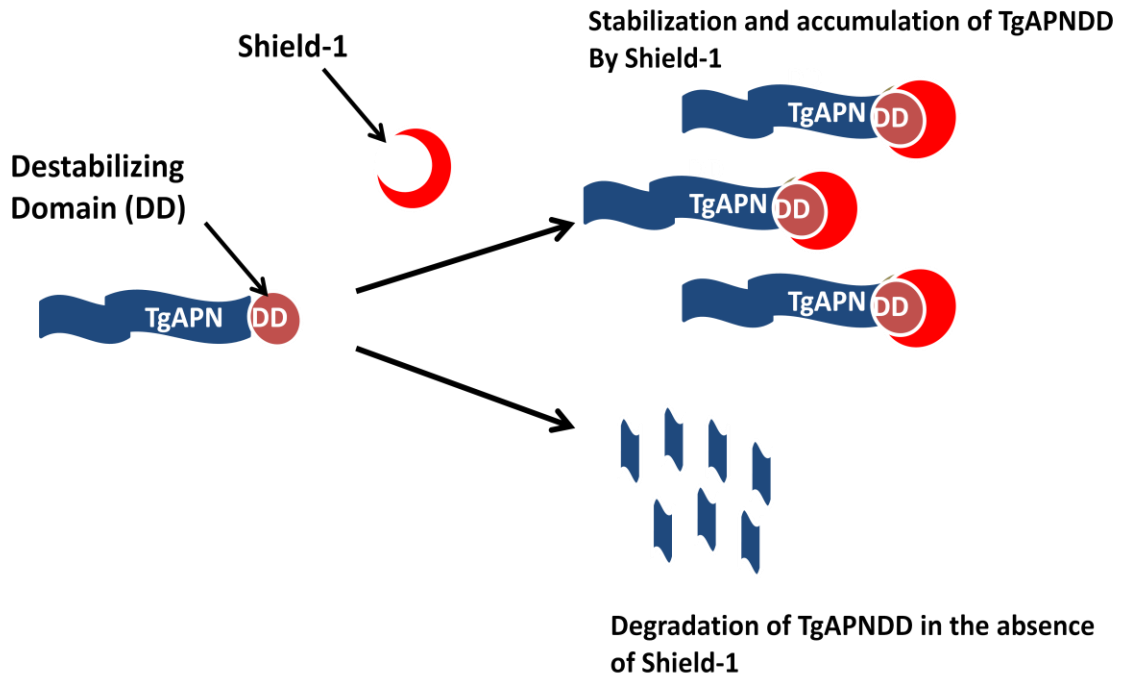 Shield-1
Destabilizing
Domain (DD)
TgAPN DD
Stabilization and accumulation of TgAPNDD
By Shield-1
TgAPN DD
TgAPN DD
TgAPN DD
Degradation of TgAPNDD in the absence
of Shield-1